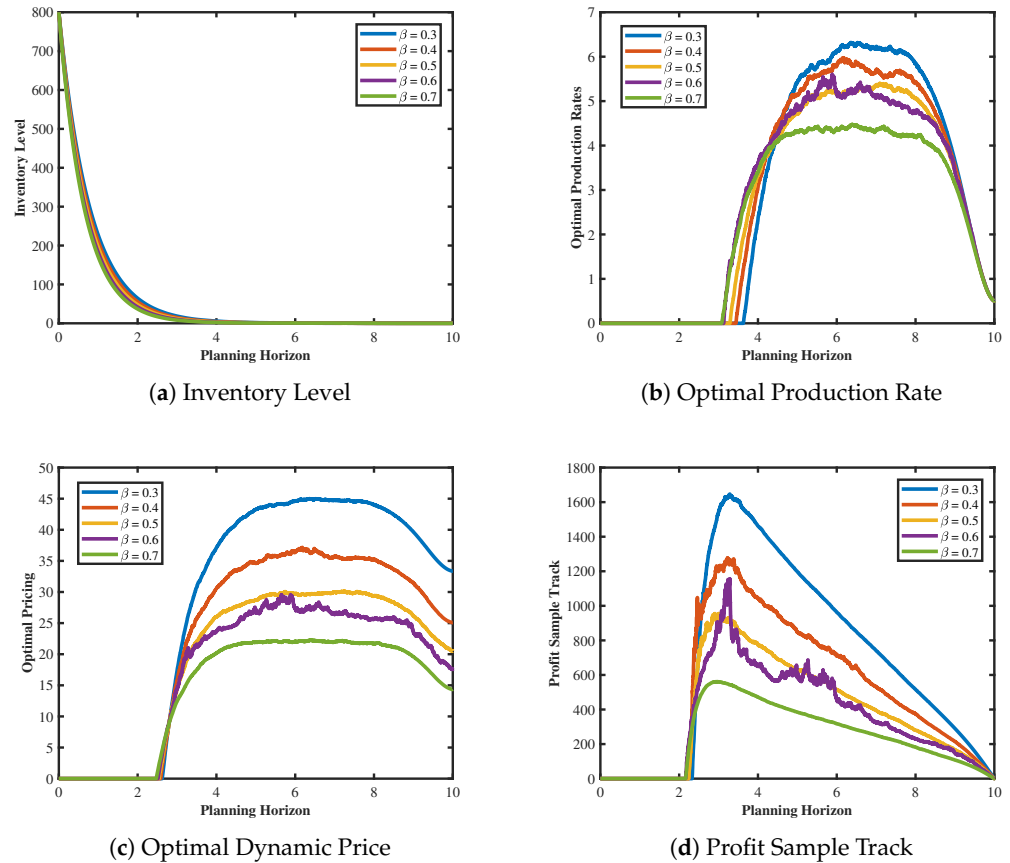 800
700
600
500
400
300
200
100
0
Inventory Level
β = 0.3
β = 0.4
β = 0.5
β = 0.6
β = 0.7
0 2 4 6 8 10
Planning Horizon
(a) Inventory Level
7
6
5
4
3
2
1
0
Optimal Production Rates
β = 0.3
β = 0.4
β = 0.5
β = 0.6
β = 0.7
0 2 4 6 8 10
Planning Horizon
(b) Optimal Production Rate
50
45
40
35
30
25
20
15
10
5
0
Optimal Pricing
β = 0.3
β = 0.4
β = 0.5
β = 0.6
β = 0.7
0 2 4 6 8 10
Planning Horizon
(c) Optimal Dynamic Price
1800
1600
1400
1200
1000
800
600
400
200
0
Profit Sample Track
β = 0.3
β = 0.4
β = 0.5
β = 0.6
β = 0.7
0 2 4 6 8 10
Planning Horizon
(d) Profit Sample Track